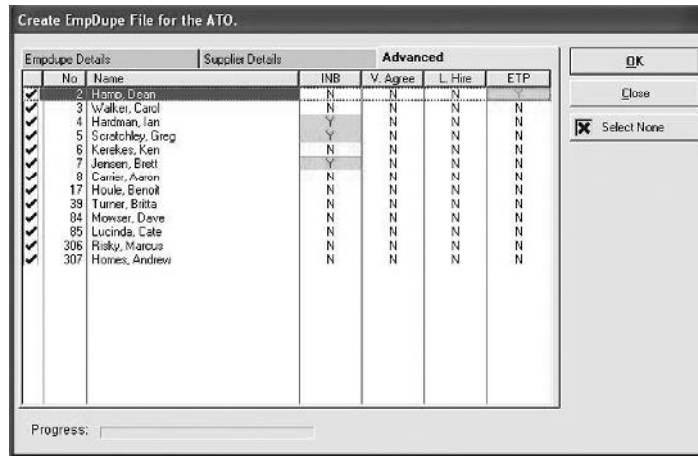 Create EmpDupe File for the ATO.
Empdupe Details Supplier Details Advanced
OK
No Name INB V. Agree L. Hire ETP
2 Hamp, Dean N N N Y
Close
3 Walker, Carol N N N N
4 Hardman, Ian Y N N N
5 Scratchley, Greg Y N N N
Select None
6 Kerekes, Ken N N N N
7 Jensen, Brett Y N N N
8 Carrier, Aaron N N N N
17 Houle, Benoit N N N N
39 Turner, Britta N N N N
84 Mowser, Dave N N N N
85 Lucinda, Cate N N N N
306 Risky, Marcus N N N N
307 Homes, Andrew N N N N
Progress: